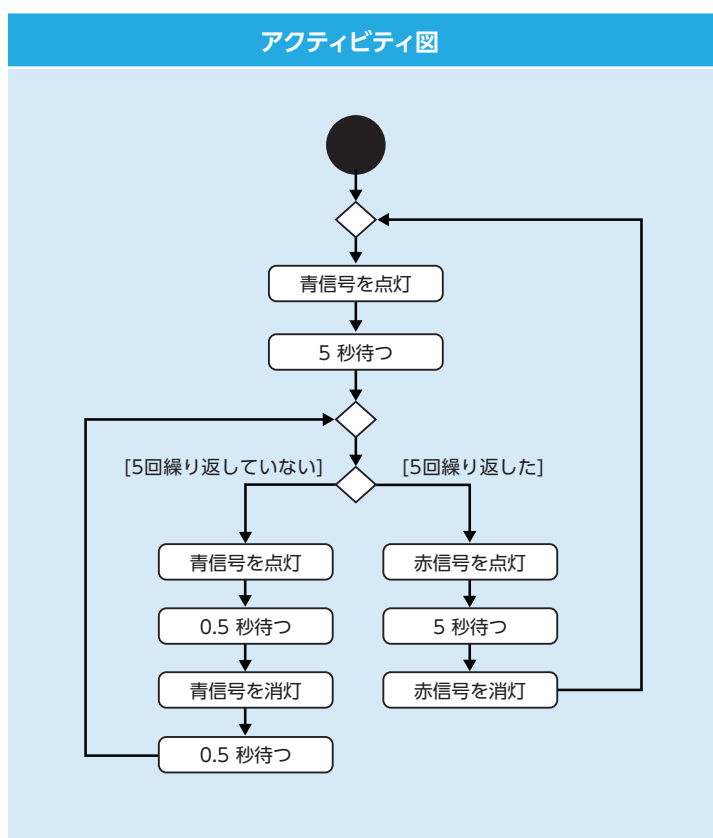 アクティビティ図
青信号を点灯
5 秒待つ
[5回繰り返していない]
[5回繰り返した]
青信号を点灯
0.5 秒待つ
青信号を消灯
0.5 秒待つ
赤信号を点灯
5 秒待つ
赤信号を消灯